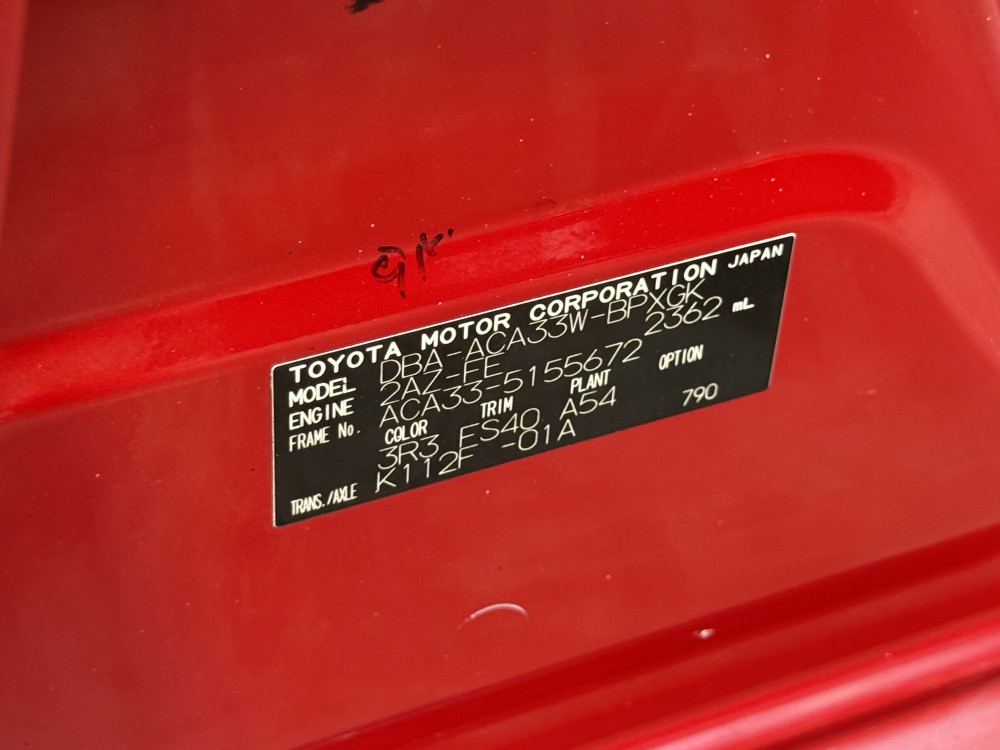 TOYOTA MOTOR CORPORATION JAPAN
MODEL DBA-ACA33W-BPXGK
ENGINE 2AZ-FE 2362 mL
FRAME No. ACA33-5155672
COLOR TRIM PLANT OPTION
3R3 FS40 A54 790
TRANS./AXLE K112F -01A